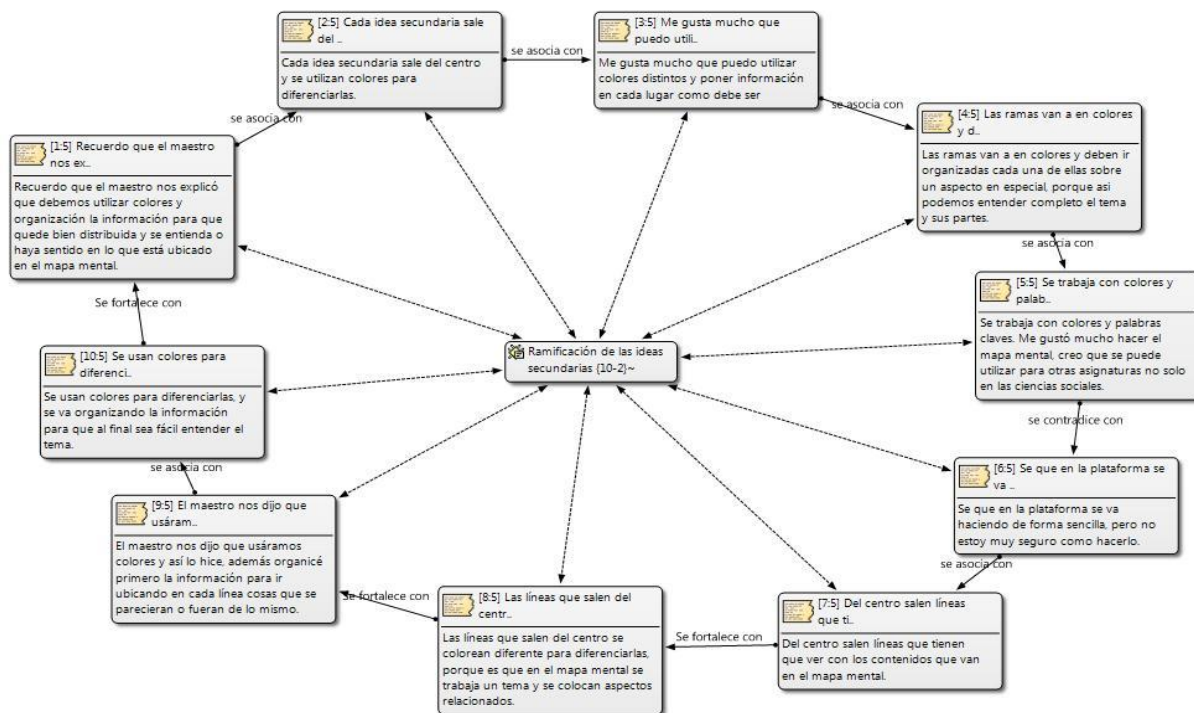 [2:5] Cada idea secundaria sale
del ..
Cada idea secundaria sale del centro
y se utilizan colores para
diferenciarlas.
se asocia con
[3:5] Me gusta mucho que
puedo utili..
Me gusta mucho que puedo utilizar
colores distintos y poner información
en cada lugar como debe ser
se asocia con
[4:5] Las ramas van a en colores
y d..
Las ramas van a en colores y deben ir
organizadas cada una de ellas sobre
un aspecto en especial, porque asi
podemos entender completo el tema
y sus partes.
se asocia con
[5:5] Se trabaja con colores y
palab..
Se trabaja con colores y palabras
claves. Me gustó mucho hacer el
mapa mental, creo que se puede
utilizar para otras asignaturas no solo
en las ciencias sociales.
se contradice con
[6:5] Se que en la plataforma se
va ..
Se que en la plataforma se va
haciendo de forma sencilla, pero no
estoy muy seguro como hacerlo.
se asocia con
[7:5] Del centro salen líneas
que ti..
Del centro salen líneas que tienen
que ver con los contenidos que van
en el mapa mental.
Se fortalece con
[8:5] Las líneas que salen del
centr..
Las líneas que salen del centro se
colorean diferente para diferenciarlas,
porque es que en el mapa mental se
trabaja un tema y se colocan aspectos
relacionados.
Se fortalece con
[9:5] El maestro nos dijo que
usáram..
El maestro nos dijo que usáramos
colores y así lo hice, además organicé
primero la información para ir
ubicando en cada línea cosas que se
parecieran o fueran de lo mismo.
se asocia con
[10:5] Se usan colores para
diferenci..
Se usan colores para diferenciarlas, y
se va organizando la información
para que al final sea fácil entender el
tema.
Se fortalece con
[1:5] Recuerdo que el maestro
nos ex..
Recuerdo que el maestro nos explicó
que debemos utilizar colores y
organización la información para que
quede bien distribuida y se entienda o
haya sentido en lo que está ubicado
en el mapa mental.
se asocia con
Ramificación de las ideas
secundarias {10-2}~